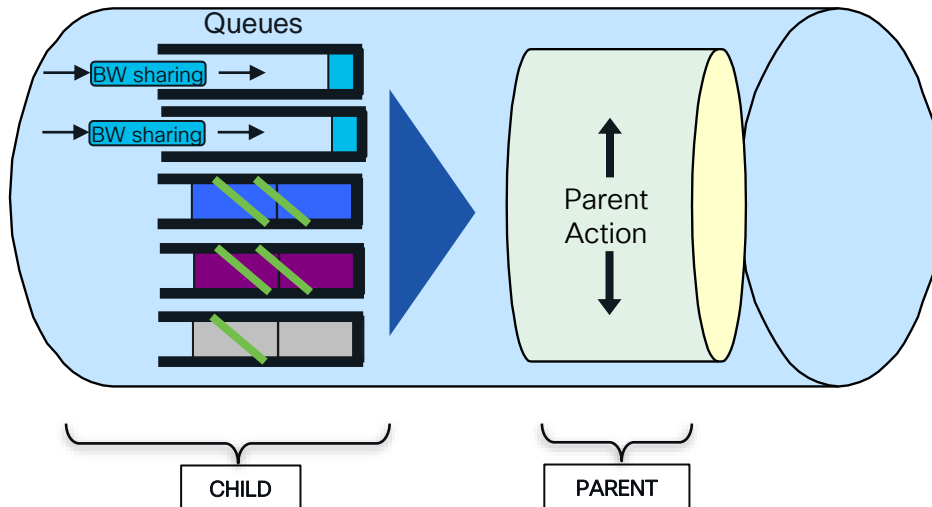 Queues
BW sharing
BW sharing
Parent
Action
CHILD
PARENT